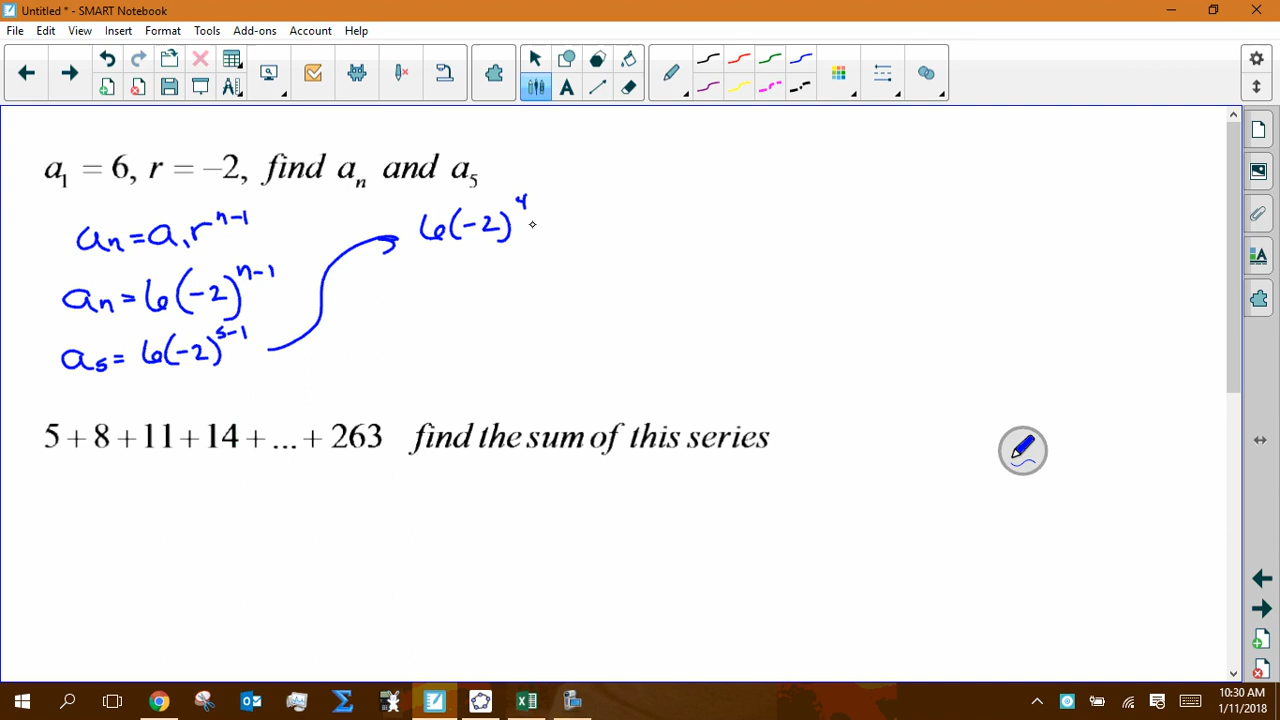 Untitled * - SMART Notebook
File Edit View Insert Format Tools Add-ons Account Help
a₁ = 6, r = –2, find aₙ and a₅
aₙ = a₁rⁿ⁻¹
6(-2)⁴
aₙ = 6(-2)ⁿ⁻¹
a₅ = 6(-2)⁵⁻¹
5 + 8 + 11 + 14 + ... + 263 find the sum of this series
10:30 AM
1/11/2018